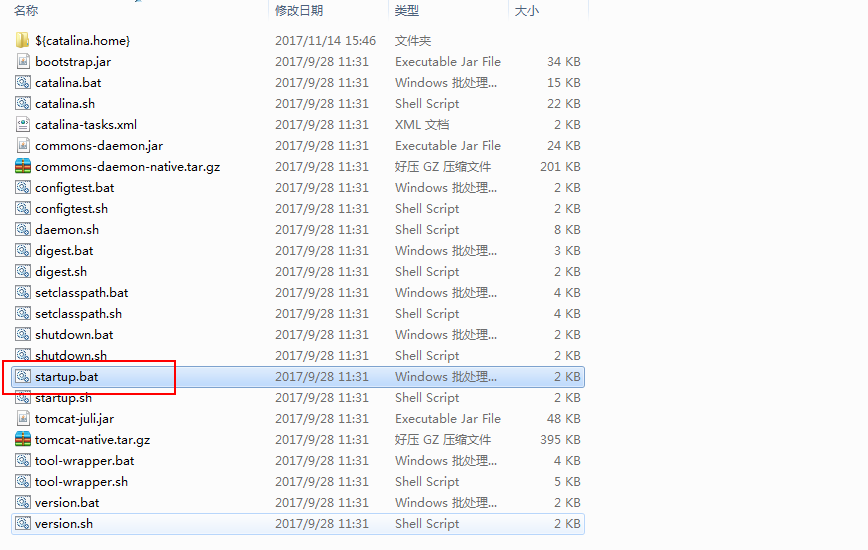 名称 修改日期 类型 大小
${catalina.home} 2017/11/14 15:46 文件夹
bootstrap.jar 2017/9/28 11:31 Executable Jar File 34 KB
catalina.bat 2017/9/28 11:31 Windows 批处理... 15 KB
catalina.sh 2017/9/28 11:31 Shell Script 22 KB
catalina-tasks.xml 2017/9/28 11:31 XML 文档 2 KB
commons-daemon.jar 2017/9/28 11:31 Executable Jar File 24 KB
commons-daemon-native.tar.gz 2017/9/28 11:31 好压 GZ 压缩文件 201 KB
configtest.bat 2017/9/28 11:31 Windows 批处理... 2 KB
configtest.sh 2017/9/28 11:31 Shell Script 2 KB
daemon.sh 2017/9/28 11:31 Shell Script 8 KB
digest.bat 2017/9/28 11:31 Windows 批处理... 3 KB
digest.sh 2017/9/28 11:31 Shell Script 2 KB
setclasspath.bat 2017/9/28 11:31 Windows 批处理... 4 KB
setclasspath.sh 2017/9/28 11:31 Shell Script 4 KB
shutdown.bat 2017/9/28 11:31 Windows 批处理... 2 KB
shutdown.sh 2017/9/28 11:31 Shell Script 2 KB
startup.bat 2017/9/28 11:31 Windows 批处理... 2 KB
startup.sh 2017/9/28 11:31 Shell Script 2 KB
tomcat-juli.jar 2017/9/28 11:31 Executable Jar File 48 KB
tomcat-native.tar.gz 2017/9/28 11:31 好压 GZ 压缩文件 395 KB
tool-wrapper.bat 2017/9/28 11:31 Windows 批处理... 4 KB
tool-wrapper.sh 2017/9/28 11:31 Shell Script 5 KB
version.bat 2017/9/28 11:31 Windows 批处理... 2 KB
version.sh 2017/9/28 11:31 Shell Script 2 KB